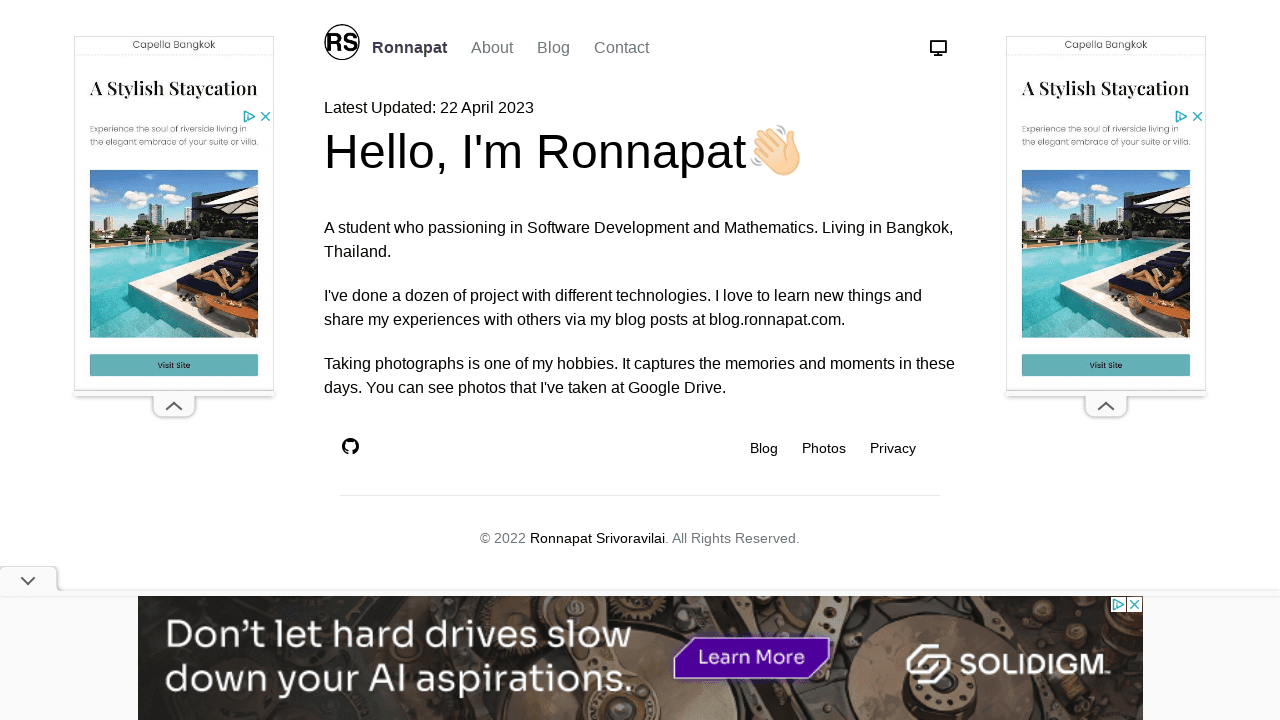 RS
Ronnapat
About
Blog
Contact
Latest Updated: 22 April 2023
Hello, I'm Ronnapat👋🏻
A student who passioning in Software Development and Mathematics. Living in Bangkok,
Thailand.
I've done a dozen of project with different technologies. I love to learn new things and
share my experiences with others via my blog posts at blog.ronnapat.com.
Taking photographs is one of my hobbies. It captures the memories and moments in these
days. You can see photos that I've taken at Google Drive.
Blog
Photos
Privacy
© 2022 Ronnapat Srivoravilai. All Rights Reserved.
Capella Bangkok
A Stylish Staycation
Experience the soul of riverside living in
the elegant embrace of your suite or villa.
Visit Site
Capella Bangkok
A Stylish Staycation
Experience the soul of riverside living in
the elegant embrace of your suite or villa.
Visit Site
Don't let hard drives slow
down your AI aspirations.
Learn More
SOLIDIGM